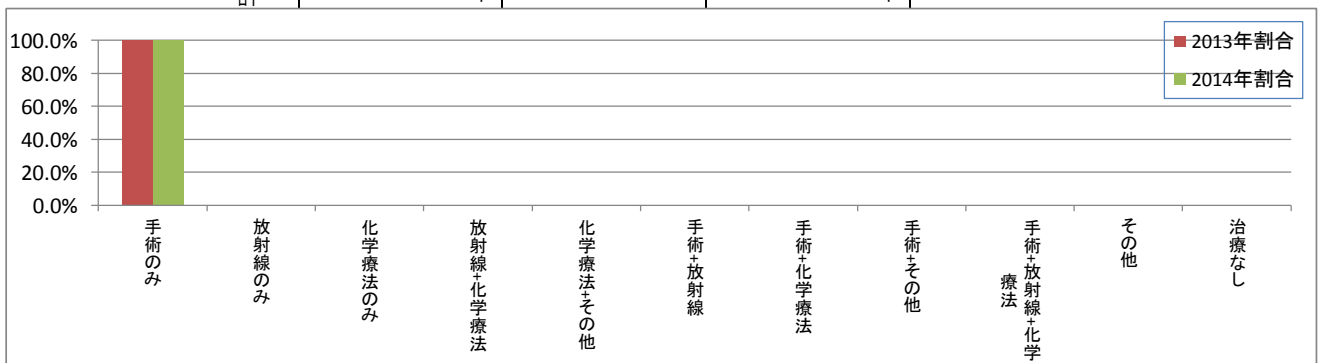 計
100.0%
80.0%
60.0%
40.0%
20.0%
0.0%
2013年割合
2014年割合
手術のみ
放射線のみ
化学療法のみ
放射線+化学療法
化学療法+その他
手術+放射線
手術+化学療法
手術+その他
手術+放射線+化学
療法
その他
治療なし